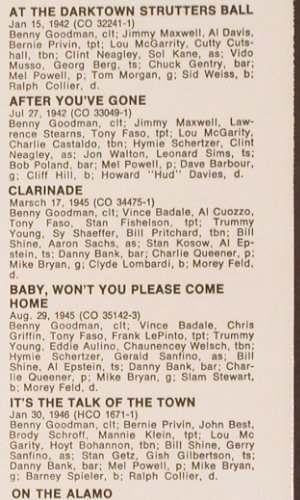 AT THE DARKTOWN STRUTTERS BALL
Jan 15, 1942 (CO 32241-1)
Benny Goodman, clt; Jimmy Maxwell, Al Davis,
Bernie Privin, tpt; Lou McGarrity, Cutty Cuts-
hall, tbn; Clint Neagley, Sol Kane, as; Vido
Musso, Georg Berg, ts; Chuck Gentry, bar;
Mel Powell, p; Tom Morgan, g; Sid Weiss, b;
Ralph Collier, d.
AFTER YOU'VE GONE
Jul 27, 1942 (CO 33049-1)
Benny Goodman, clt; Jimmy Maxwell, Law-
rence Stearns, Tony Faso, tpt; Lou McGarity,
Charlie Castaldo, tbn; Hymie Schertzer, Clint
Neagley, as; Jon Walton, Leonard Sims, ts;
Bob Poland, bar; Mel Powell, p; Dave Barbour,
g; Cliff Hill, b; Howard "Hud" Davies, d.
CLARINADE
Marsch 17, 1945 (CO 34475-1)
Benny Goodman, clt; Vince Badale, Al Cuozzo,
Tony Faso, Stan Fishelson, tpt; Trummy
Young, Sy Shaeffer, Bill Pritchard, tbn; Bill
Shine, Aaron Sachs, as; Stan Kosow, Al Ep-
stein, ts; Danny Bank, bar; Charlie Queener, p;
Mike Bryan, g; Clyde Lombardi, b; Morey Feld,
d.
BABY, WON'T YOU PLEASE COME
HOME
Aug. 29, 1945 (CO 35142-3)
Benny Goodman, clt; Vince Badale, Chris
Griffin, Tony Faso, Frank LePinto, tpt; Trummy
Young, Eddie Aulino, Chauncecy Welsch, tbn;
Hymie Schertzer, Gerald Sanfino, as; Bill
Shine, Al Epstein, ts; Danny Bank, bar; Char-
lie Queener, p; Mike Bryan, g; Slam Stewart,
b; Morey Feld, d.
IT'S THE TALK OF THE TOWN
Jan 30, 1946 (HCO 1671-1)
Benny Goodman, clt; Bernie Privin, John Best,
Brody Schroff, Mannie Klein, tpt; Lou Mc
Garity, Hoyt Bohannon, tbn; Bill Shine, Gerry
Sanfino, as; Stan Getz, Gish Gilbertson, ts;
Danny Bank, bar; Mel Powell, p; Mike Bryan,
g; Barney Spieler, b; Ralph Collier, d.
ON THE ALAMO